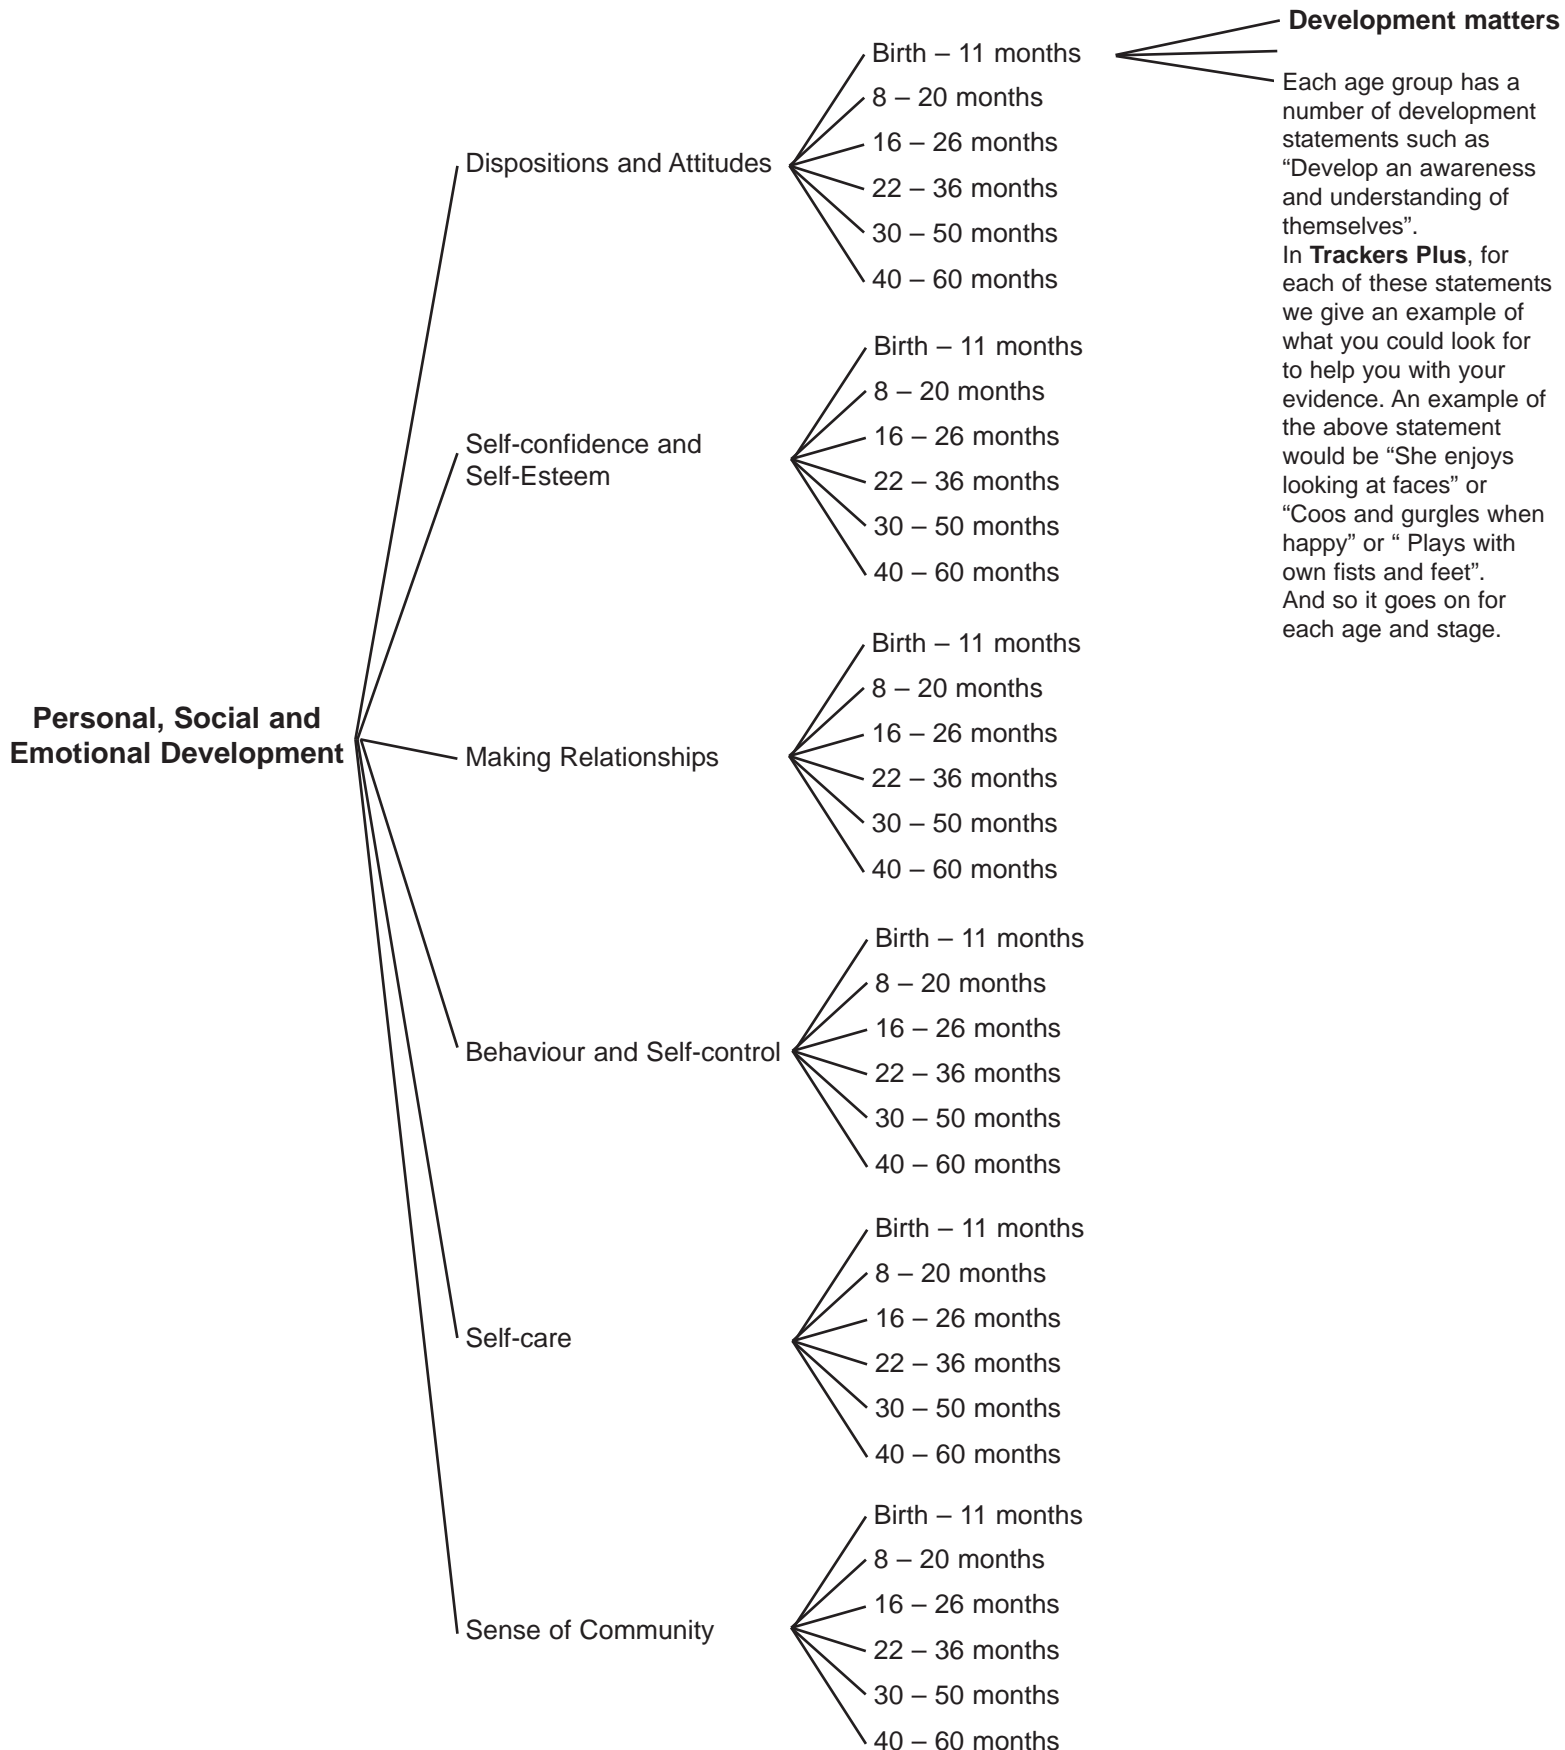 Personal, Social and
Emotional Development
Dispositions and Attitudes
Birth – 11 months
8 – 20 months
16 – 26 months
22 – 36 months
30 – 50 months
40 – 60 months
Development matters
Each age group has a
number of development
statements such as
“Develop an awareness
and understanding of
themselves”.
In Trackers Plus, for
each of these statements
we give an example of
what you could look for
to help you with your
evidence. An example of
the above statement
would be “She enjoys
looking at faces” or
“Coos and gurgles when
happy” or “ Plays with
own fists and feet”.
And so it goes on for
each age and stage.
Self-confidence and
Self-Esteem
Birth – 11 months
8 – 20 months
16 – 26 months
22 – 36 months
30 – 50 months
40 – 60 months
Making Relationships
Birth – 11 months
8 – 20 months
16 – 26 months
22 – 36 months
30 – 50 months
40 – 60 months
Behaviour and Self-control
Birth – 11 months
8 – 20 months
16 – 26 months
22 – 36 months
30 – 50 months
40 – 60 months
Self-care
Birth – 11 months
8 – 20 months
16 – 26 months
22 – 36 months
30 – 50 months
40 – 60 months
Sense of Community
Birth – 11 months
8 – 20 months
16 – 26 months
22 – 36 months
30 – 50 months
40 – 60 months